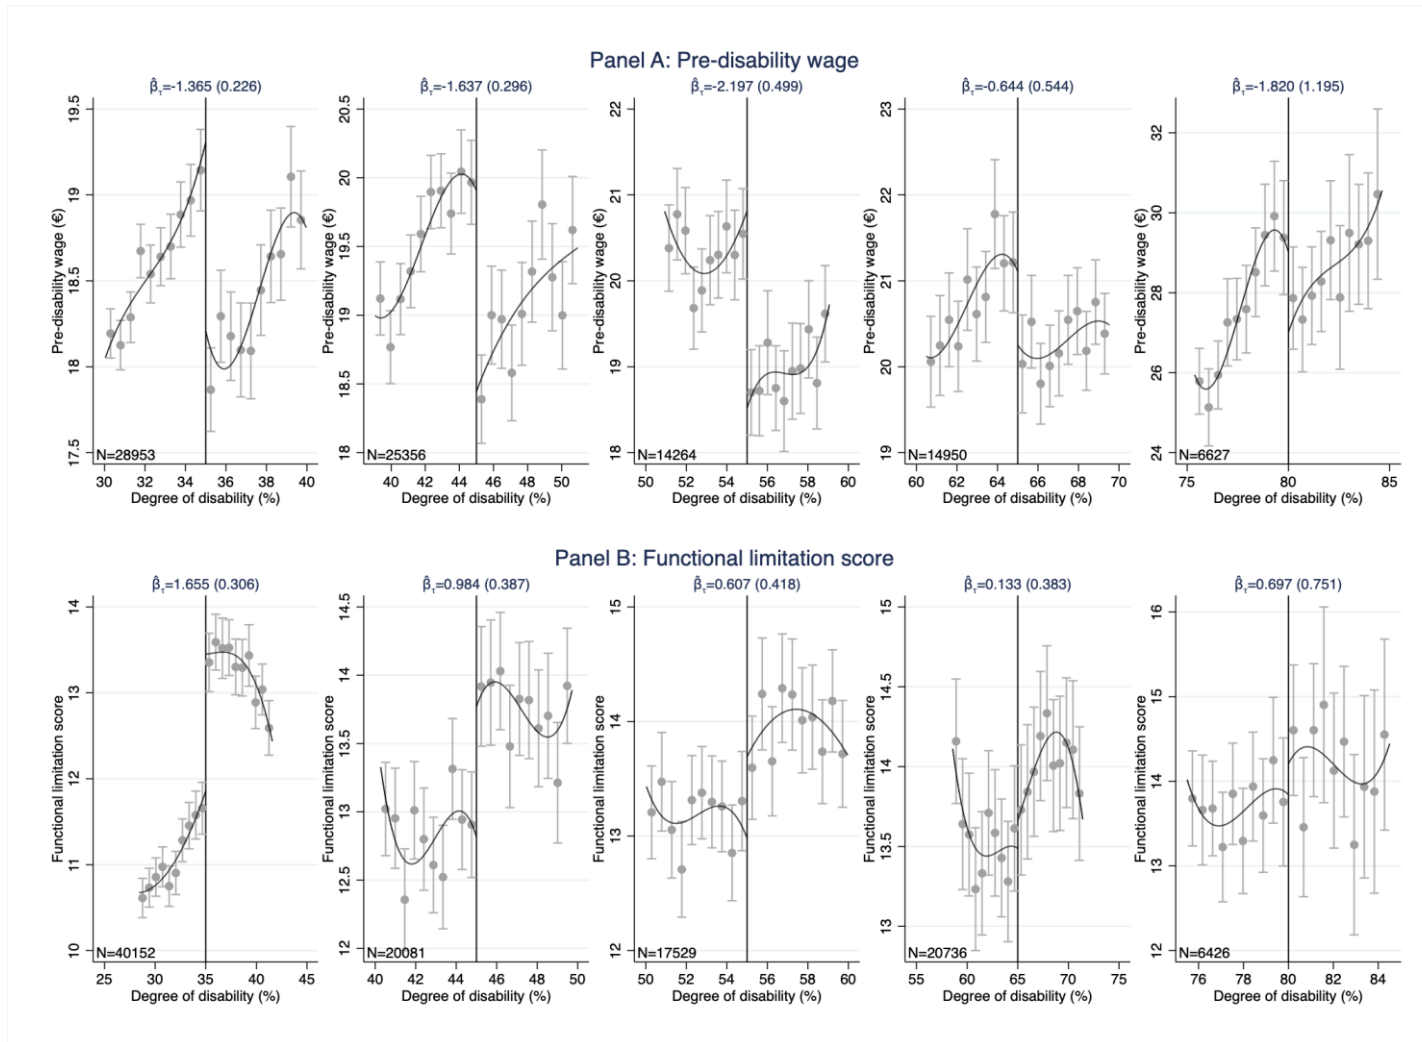 Panel A: Pre-disability wage
β̂τ=-1.365 (0.226)
Pre-disability wage (€)
19.5
19
18.5
18
17.5
N=28953
30 32 34 36 38 40
Degree of disability (%)
β̂τ=-1.637 (0.296)
Pre-disability wage (€)
20.5
20
19.5
19
18.5
18
N=25356
40 42 44 46 48 50
Degree of disability (%)
β̂τ=-2.197 (0.499)
Pre-disability wage (€)
22
21
20
19
18
N=14264
50 52 54 56 58 60
Degree of disability (%)
β̂τ=-0.644 (0.544)
Pre-disability wage (€)
23
22
21
20
19
N=14950
60 62 64 66 68 70
Degree of disability (%)
β̂τ=-1.820 (1.195)
Pre-disability wage (€)
32
30
28
26
24
N=6627
75 80 85
Degree of disability (%)
Panel B: Functional limitation score
β̂τ=1.655 (0.306)
Functional limitation score
14
13
12
11
10
N=40152
25 30 35 40 45
Degree of disability (%)
β̂τ=0.984 (0.387)
Functional limitation score
14.5
14
13.5
13
12.5
12
N=20081
40 42 44 46 48 50
Degree of disability (%)
β̂τ=0.607 (0.418)
Functional limitation score
15
14
13
12
N=17529
50 52 54 56 58 60
Degree of disability (%)
β̂τ=0.133 (0.383)
Functional limitation score
15
14.5
14
13.5
13
N=20736
55 60 65 70 75
Degree of disability (%)
β̂τ=0.697 (0.751)
Functional limitation score
16
15
14
13
12
N=6426
76 78 80 82 84
Degree of disability (%)